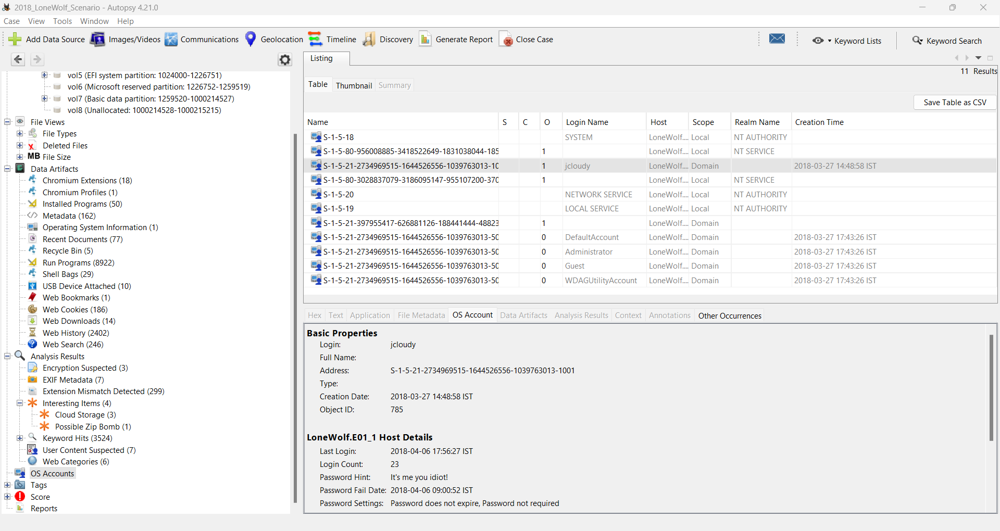 2018_LoneWolf_Scenario - Autopsy 4.21.0
Case View Tools Window Help
Add Data Source Images/Videos Communications Geolocation Timeline Discovery Generate Report Close Case Keyword Lists Keyword Search
vol5 (EFI system partition: 1024000-1226751)
vol6 (Microsoft reserved partition: 1226752-1259519)
vol7 (Basic data partition: 1259520-1000214527)
vol8 (Unallocated: 1000214528-1000215215)
File Views
File Types
Deleted Files
MB File Size
Data Artifacts
Chromium Extensions (18)
Chromium Profiles (1)
Installed Programs (50)
Metadata (162)
Operating System Information (1)
Recent Documents (77)
Recycle Bin (5)
Run Programs (8922)
Shell Bags (29)
USB Device Attached (10)
Web Bookmarks (1)
Web Cookies (186)
Web Downloads (14)
Web History (2402)
Web Search (246)
Analysis Results
Encryption Suspected (3)
EXIF Metadata (7)
Extension Mismatch Detected (299)
Interesting Items (4)
Cloud Storage (3)
Possible Zip Bomb (1)
Keyword Hits (3524)
User Content Suspected (7)
Web Categories (6)
OS Accounts
Tags
Score
Reports
Listing
11 Results
Table Thumbnail Summary
Save Table as CSV
Name S C O Login Name Host Scope Realm Name Creation Time
S-1-5-18 SYSTEM LoneWolf.... Local NT AUTHORITY
S-1-5-80-956008885-3418522649-1831038044-185 1 LoneWolf.... Local NT SERVICE
S-1-5-21-2734969515-1644526556-1039763013-10 1 jcloudy LoneWolf.... Domain 2018-03-27 14:48:58 IST
S-1-5-80-3028837079-3186095147-955107200-370 1 LoneWolf.... Local NT SERVICE
S-1-5-20 NETWORK SERVICE LoneWolf.... Local NT AUTHORITY
S-1-5-19 LOCAL SERVICE LoneWolf.... Local NT AUTHORITY
S-1-5-21-397955417-626881126-188441444-48823 1 LoneWolf.... Domain
S-1-5-21-2734969515-1644526556-1039763013-50 0 DefaultAccount LoneWolf.... Domain 2018-03-27 17:43:26 IST
S-1-5-21-2734969515-1644526556-1039763013-50 0 Administrator LoneWolf.... Domain 2018-03-27 17:43:26 IST
S-1-5-21-2734969515-1644526556-1039763013-50 0 Guest LoneWolf.... Domain 2018-03-27 17:43:26 IST
S-1-5-21-2734969515-1644526556-1039763013-50 0 WDAGUtilityAccount LoneWolf.... Domain 2018-03-27 17:43:26 IST
Hex Text Application File Metadata OS Account Data Artifacts Analysis Results Context Annotations Other Occurrences
Basic Properties
Login: jcloudy
Full Name:
Address: S-1-5-21-2734969515-1644526556-1039763013-1001
Type:
Creation Date: 2018-03-27 14:48:58 IST
Object ID: 785
LoneWolf.E01_1 Host Details
Last Login: 2018-04-06 17:56:27 IST
Login Count: 23
Password Hint: It's me you idiot!
Password Fail Date: 2018-04-06 09:00:52 IST
Password Settings: Password does not expire, Password not required